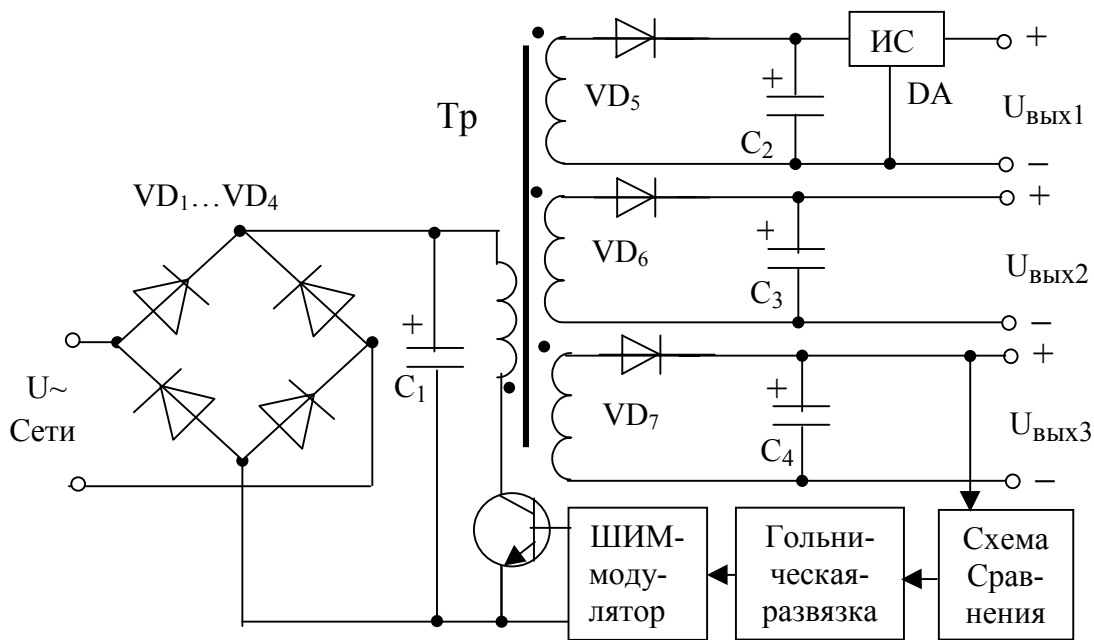 ИС
+
+
VD5
DA
Uвых1
Тр
C2
−
+
VD1…VD4
+
VD6
Uвых2
C3
−
+
+
C1
+
U~
Сети
VD7
Uвых3
C4
−
ШИМ-
моду-
лятор
Гольни-
ческая-
развязка
Схема
Срав-
нения